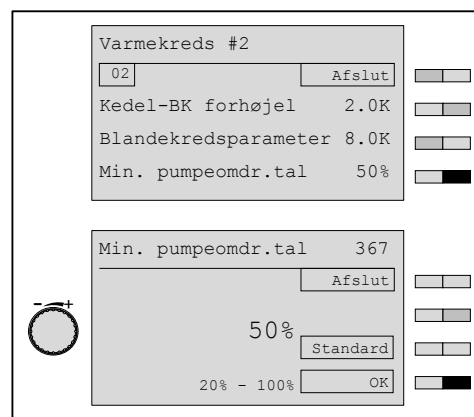 Varmekreds #2
02 Afslut
Kedel-BK forhøjel 2.0K
Blandekredsparameter 8.0K
Min. pumpeomdr.tal 50%
Min. pumpeomdr.tal 367
Afslut
- +
50%
Standard
20% - 100% OK